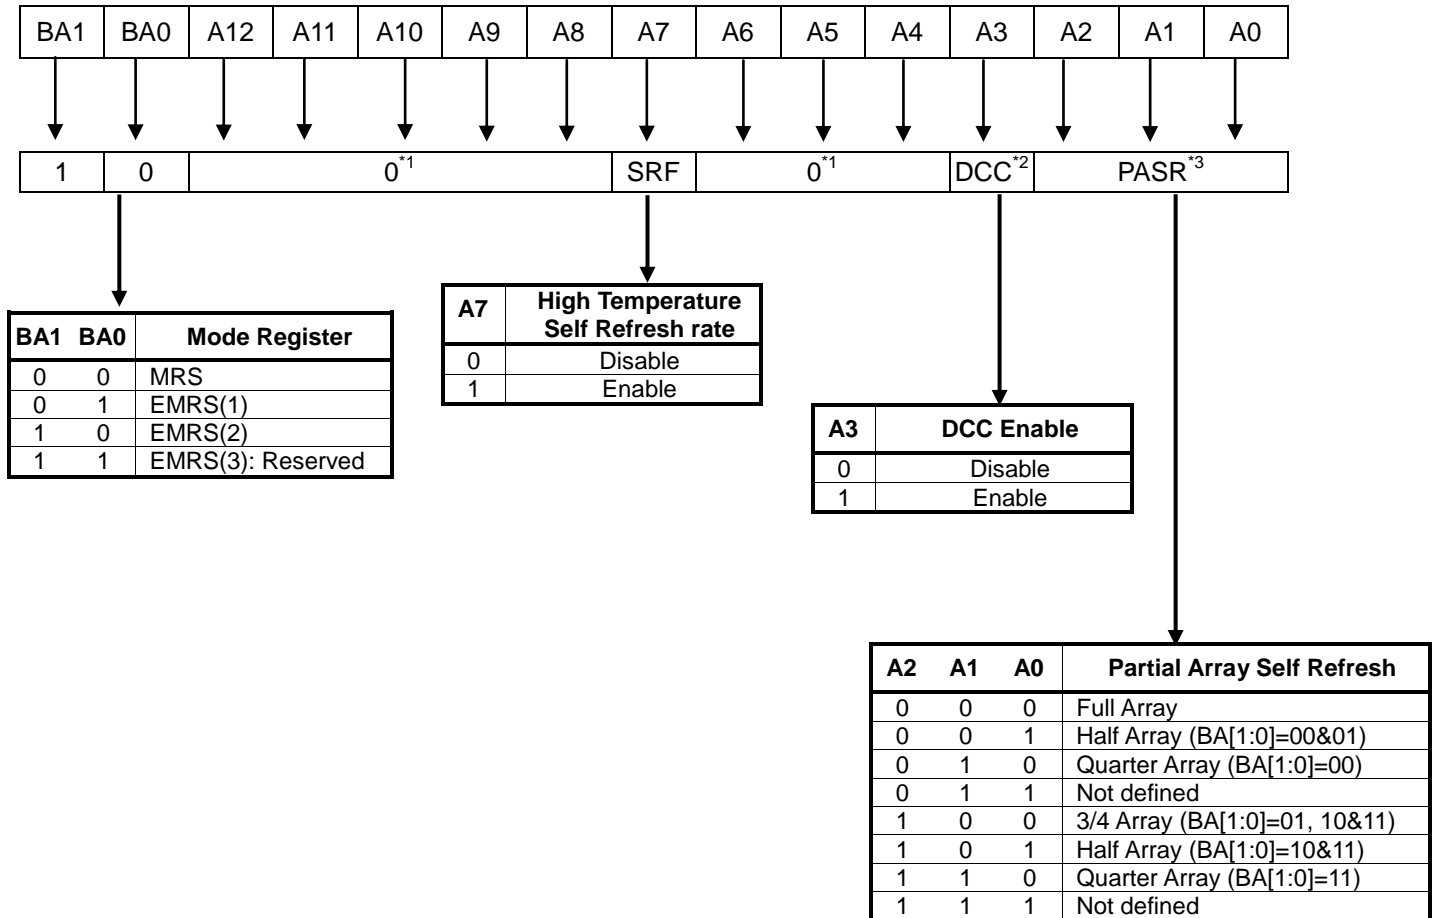 BA1 BA0 A12 A11 A10 A9 A8 A7 A6 A5 A4 A3 A2 A1 A0
1 0 0*1 SRF 0*1 DCC*2 PASR*3
BA1 BA0 Mode Register
0 0 MRS
0 1 EMRS(1)
1 0 EMRS(2)
1 1 EMRS(3): Reserved
A7 High Temperature
Self Refresh rate
0 Disable
1 Enable
A3 DCC Enable
0 Disable
1 Enable
A2 A1 A0 Partial Array Self Refresh
0 0 0 Full Array
0 0 1 Half Array (BA[1:0]=00&01)
0 1 0 Quarter Array (BA[1:0]=00)
0 1 1 Not defined
1 0 0 3/4 Array (BA[1:0]=01, 10&11)
1 0 1 Half Array (BA[1:0]=10&11)
1 1 0 Quarter Array (BA[1:0]=11)
1 1 1 Not defined